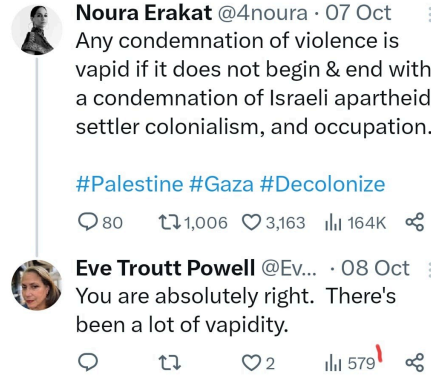 Noura Erakat @4noura · 07 Oct
Any condemnation of violence is
vapid if it does not begin & end with
a condemnation of Israeli apartheid
settler colonialism, and occupation.
#Palestine #Gaza #Decolonize
80 1,006 3,163 164K
Eve Troutt Powell @Ev... · 08 Oct
You are absolutely right. There's
been a lot of vapidity.
2 579